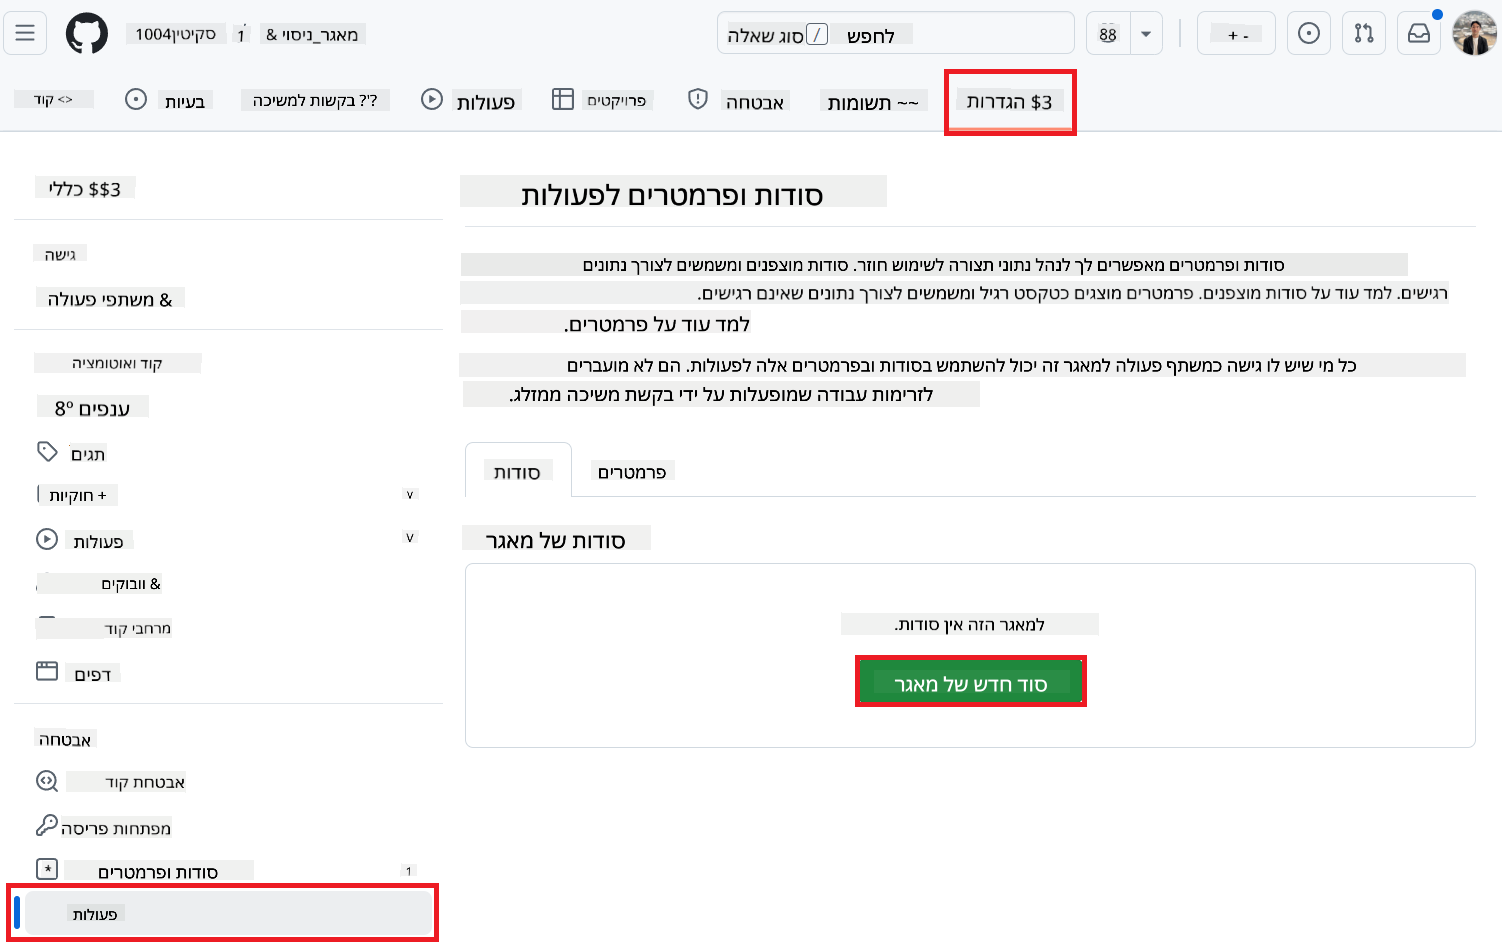 סקיטין1004
1
מאגר_ניסוי &
סוג שאלה / לחפש
88
+ -
<> קוד
בעיות
?'? בקשות למשיכה
פעולות
פרויקטים
אבטחה
~~ תשומות
$3 הגדרות
$$3 כללי
גישה
& משתפי פעולה
קוד ואוטומציה
ענפים 8º
תגים
+ חוקיות
v
פעולות
v
& וובוקים
מרחבי קוד
דפים
אבטחה
אבטחת קוד
מפתחות פריסה
סודות ופרמטרים
1
פעולות
סודות ופרמטרים לפעולות
סודות ופרמטרים מאפשרים לך לנהל נתוני תצורה לשימוש חוזר. סודות מוצפנים ומשמשים לצורך נתונים
רגישים. למד עוד על סודות מוצפנים. פרמטרים מוצגים כטקסט רגיל ומשמשים לצורך נתונים שאינם רגישים.
למד עוד על פרמטרים.
כל מי שיש לו גישה כמשתף פעולה למאגר זה יכול להשתמש בסודות ובפרמטרים אלה לפעולות. הם לא מועברים
לזרימות עבודה שמופעלות על ידי בקשת משיכה ממזלג.
סודות
פרמטרים
סודות של מאגר
למאגר הזה אין סודות.
סוד חדש של מאגר